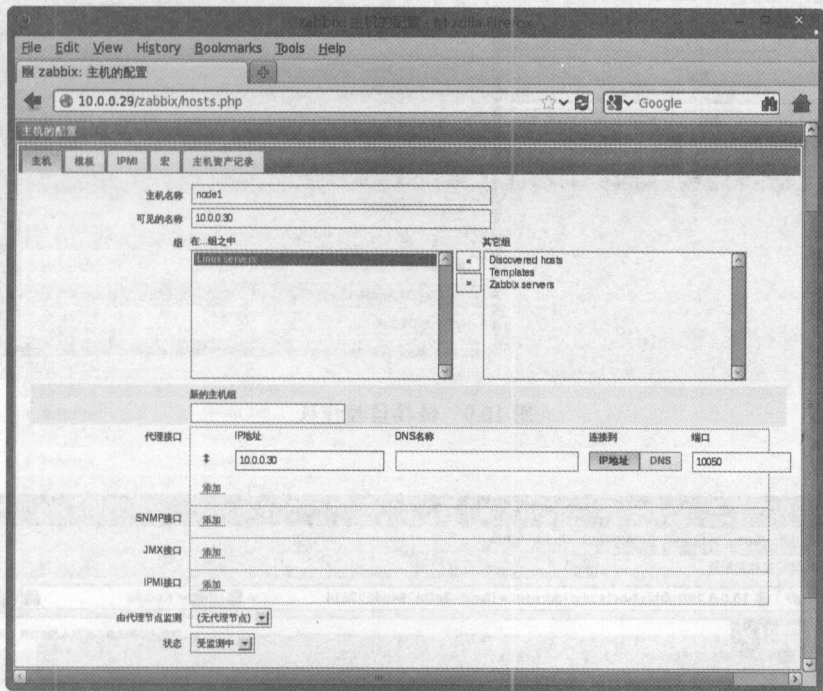 zabbix: 主机的配置 - Mozilla Firefox
File Edit View History Bookmarks Tools Help
zabbix: 主机的配置
10.0.0.29/zabbix/hosts.php
Google
主机的配置
主机 模板 IPMI 宏 主机资产记录
主机名称 node1
可见的名称 10.0.0.30
组 在...组之中 其它组
Linux servers
« Discovered hosts
Templates
» Zabbix servers
新的主机组
代理接口 IP地址 DNS名称 连接到 端口
10.0.0.30 IP地址 DNS 10050
添加
SNMP接口 添加
JMX接口 添加
IPMI接口 添加
由代理节点监测 (无代理节点)
状态 受监测中